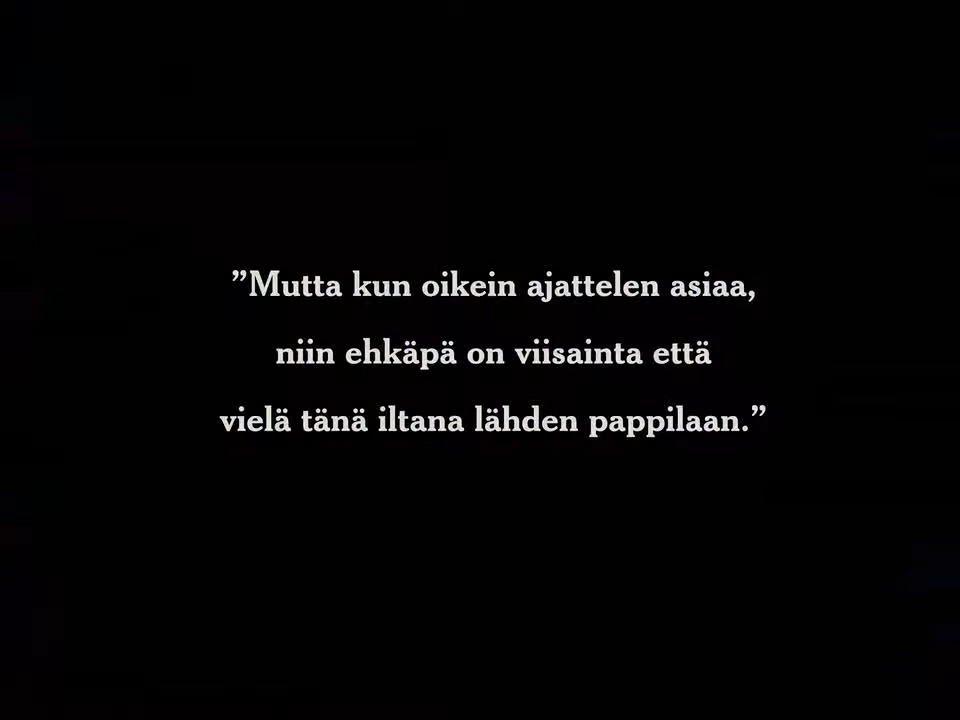 ”Mutta kun oikein ajattelen asiaa,
niin ehkäpä on viisainta että
vielä tänä iltana lähden pappilaan.”